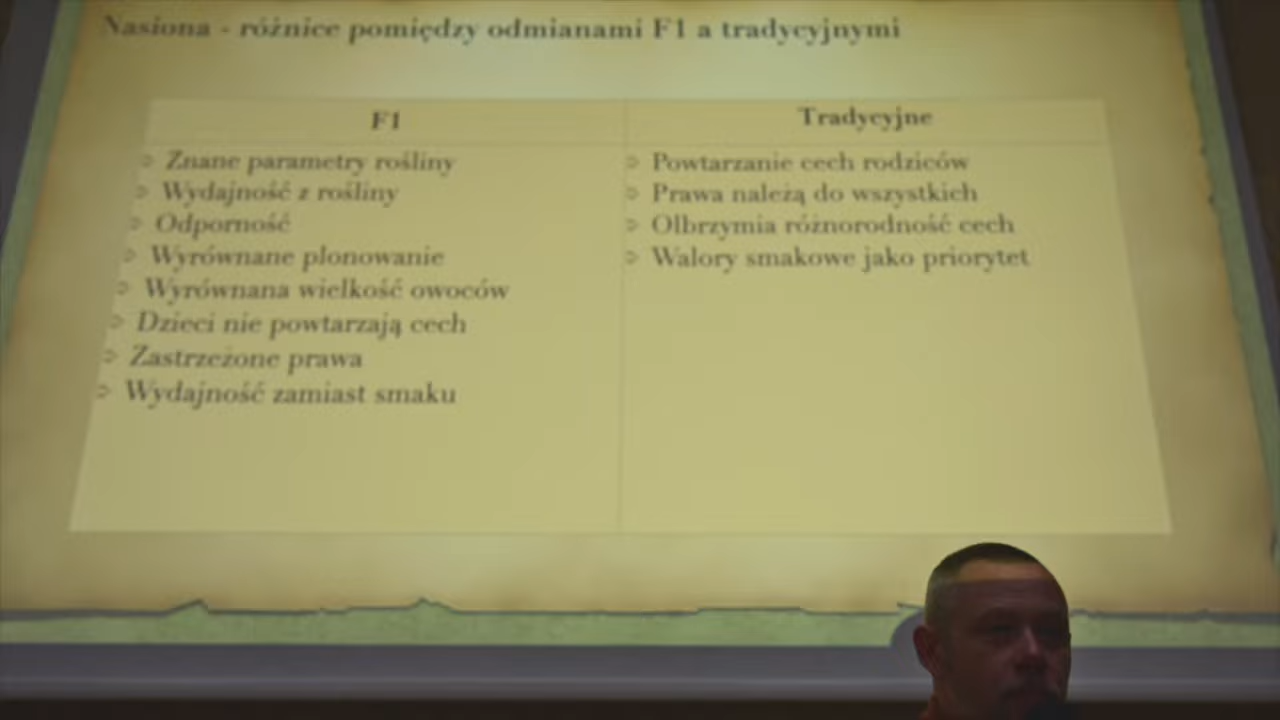 Nasiona - różnice pomiędzy odmianami F1 a tradycyjnymi
F1
Znane parametry rośliny
Wydajność z rośliny
Odporność
Wyrównane plonowanie
Wyrównana wielkość owoców
Dzieci nie powtarzają cech
Zastrzeżone prawa
Wydajność zamiast smaku
Tradycyjne
Powtarzanie cech rodziców
Prawa należą do wszystkich
Olbrzymia różnorodność cech
Walory smakowe jako priorytet